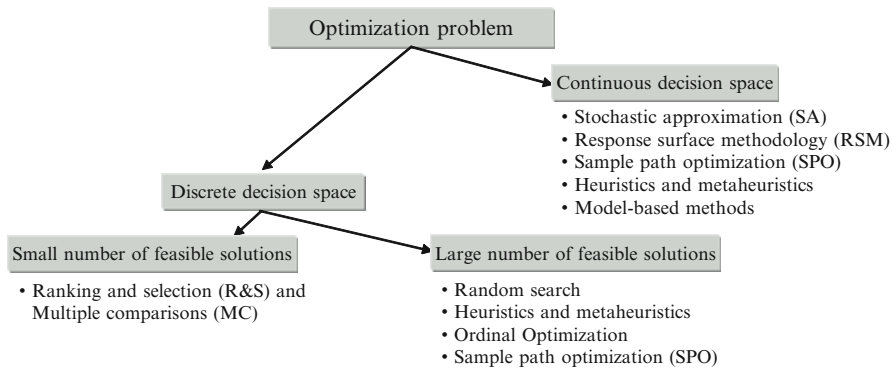 Optimization problem
Continuous decision space
• Stochastic approximation (SA)
• Response surface methodology (RSM)
• Sample path optimization (SPO)
• Heuristics and metaheuristics
• Model-based methods
Discrete decision space
Small number of feasible solutions
• Ranking and selection (R&S) and
Multiple comparisons (MC)
Large number of feasible solutions
• Random search
• Heuristics and metaheuristics
• Ordinal Optimization
• Sample path optimization (SPO)